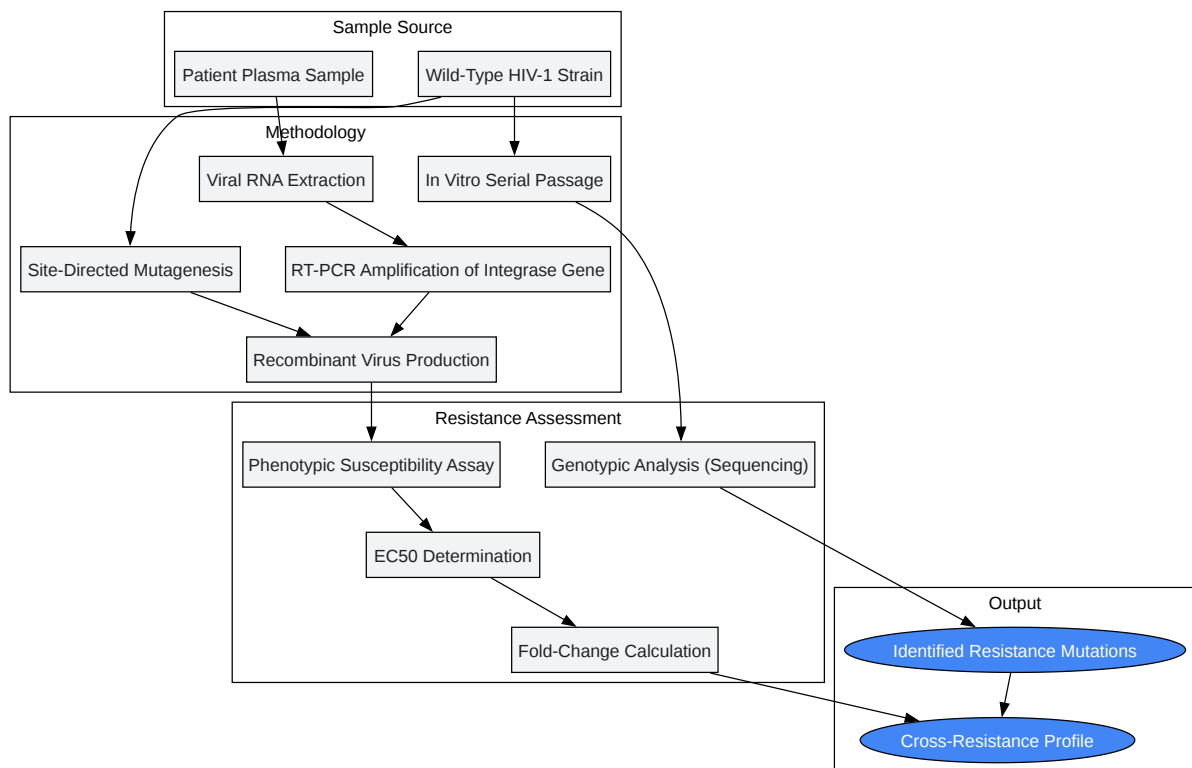 Sample Source
Patient Plasma Sample
Wild-Type HIV-1 Strain
Methodology
Viral RNA Extraction
In Vitro Serial Passage
Site-Directed Mutagenesis
RT-PCR Amplification of Integrase Gene
Recombinant Virus Production
Resistance Assessment
Phenotypic Susceptibility Assay
Genotypic Analysis (Sequencing)
EC50 Determination
Fold-Change Calculation
Output
Identified Resistance Mutations
Cross-Resistance Profile